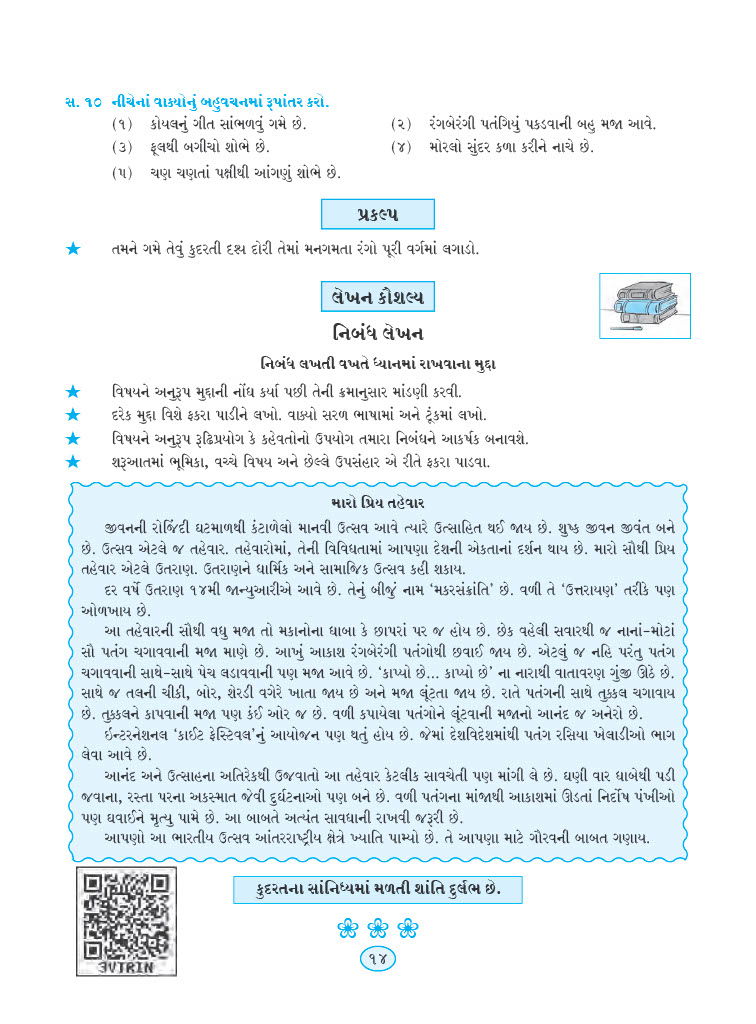 સ. ૧૦ નીચેનાં વાક્યોનું બહુવચનમાં રૂપાંતર કરો.
(૧) કોયલનું ગીત સાંભળવું ગમે છે. (૨) રંગબેરંગી પતંગિયું પકડવાની બહુ મજા આવે.
(૩) ફૂલથી બગીચો શોભે છે. (૪) મોરલો સુંદર કળા કરીને નાચે છે.
(૫) ચણ ચણતાં પક્ષીથી આંગણું શોભે છે.
પ્રકલ્પ
★ તમને ગમે તેવું કુદરતી દશ્ય દોરી તેમાં મનગમતા રંગો પૂરી વર્ગમાં લગાડો.
લેખન કૌશલ્ય
નિબંધ લેખન
નિબંધ લખતી વખતે ધ્યાનમાં રાખવાના મુદ્દા
★ વિષયને અનુરૂપ મુદ્દાની નોંધ કર્યા પછી તેની ક્રમાનુસાર માંડણી કરવી.
★ દરેક મુદ્દા વિશે ફકરા પાડીને લખો. વાક્યો સરળ ભાષામાં અને ટૂંકમાં લખો.
★ વિષયને અનુરૂપ રૂઢિપ્રયોગ કે કહેવતોનો ઉપયોગ તમારા નિબંધને આકર્ષક બનાવશે.
★ શરૂઆતમાં ભૂમિકા, વચ્ચે વિષય અને છેલ્લે ઉપસંહાર એ રીતે ફકરા પાડવા.
મારો પ્રિય તહેવાર
જીવનની રોજિંદી ઘટમાળથી કંટાળેલો માનવી ઉત્સવ આવે ત્યારે ઉત્સાહિત થઈ જાય છે. શુષ્ક જીવન જીવંત બને
છે. ઉત્સવ એટલે જ તહેવાર. તહેવારોમાં, તેની વિવિધતામાં આપણા દેશની એકતાનાં દર્શન થાય છે. મારો સૌથી પ્રિય
તહેવાર એટલે ઉતરાણ. ઉતરાણને ધાર્મિક અને સામાજિક ઉત્સવ કહી શકાય.
દર વર્ષે ઉતરાણ ૧૪મી જાન્યુઆરીએ આવે છે. તેનું બીજું નામ ‘મકરસંક્રાંતિ’ છે. વળી તે ‘ઉત્તરાયણ’ તરીકે પણ
ઓળખાય છે.
આ તહેવારની સૌથી વધુ મજા તો મકાનોના ધાબા કે છાપરાં પર જ હોય છે. છેક વહેલી સવારથી જ નાનાં-મોટાં
સૌ પતંગ ચગાવવાની મજા માણે છે. આખું આકાશ રંગબેરંગી પતંગોથી છવાઈ જાય છે. એટલું જ નહિ પરંતુ પતંગ
ચગાવવાની સાથે-સાથે પેચ લડાવવાની પણ મજા આવે છે. ‘કાપ્યો છે... કાપ્યો છે’ ના નારાથી વાતાવરણ ગુંજી ઊઠે છે.
સાથે જ તલની ચીકી, બોર, શેરડી વગેરે ખાતા જાય છે અને મજા લૂંટતા જાય છે. રાતે પતંગની સાથે તુક્કલ ચગાવાય
છે. તુક્કલને કાપવાની મજા પણ કંઈ ઓર જ છે. વળી કપાયેલા પતંગોને લૂંટવાની મજાનો આનંદ જ અનેરો છે.
ઇન્ટરનેશનલ ‘કાઈટ ફેસ્ટિવલ’નું આયોજન પણ થતું હોય છે. જેમાં દેશવિદેશમાંથી પતંગ રસિયા ખેલાડીઓ ભાગ
લેવા આવે છે.
આનંદ અને ઉત્સાહના અતિરેકથી ઉજવાતો આ તહેવાર કેટલીક સાવચેતી પણ માંગી લે છે. ઘણી વાર ધાબેથી પડી
જવાના, રસ્તા પરના અકસ્માત જેવી દુર્ઘટનાઓ પણ બને છે. વળી પતંગના માંજાથી આકાશમાં ઊડતાં નિર્દોષ પંખીઓ
પણ ઘવાઈને મૃત્યુ પામે છે. આ બાબતે અત્યંત સાવધાની રાખવી જરૂરી છે.
આપણો આ ભારતીય ઉત્સવ આંતરરાષ્ટ્રીય ક્ષેત્રે ખ્યાતિ પામ્યો છે. તે આપણા માટે ગૌરવની બાબત ગણાય.
કુદરતના સાંનિધ્યમાં મળતી શાંતિ દુર્લભ છે.
3VTRIN
૧૪